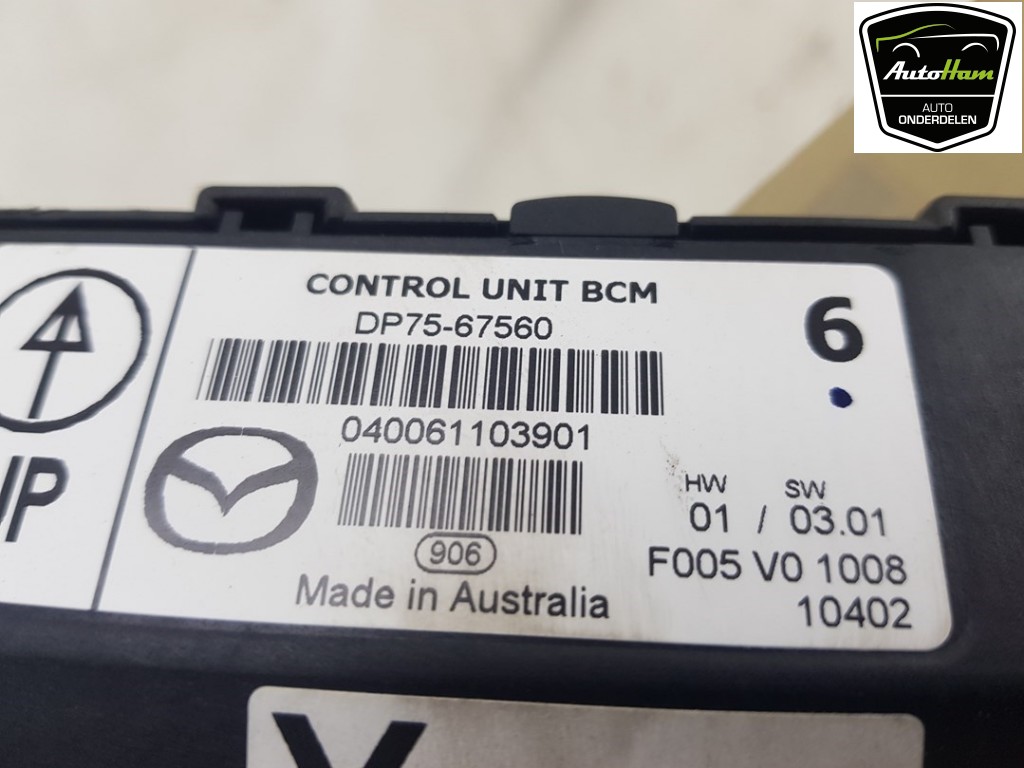 AutoHam
AUTO
ONDERDELEN
CONTROL UNIT BCM
DP75-67560
6
040061103901
HW SW
01 / 03.01
906
F005 V0 1008
Made in Australia
10402